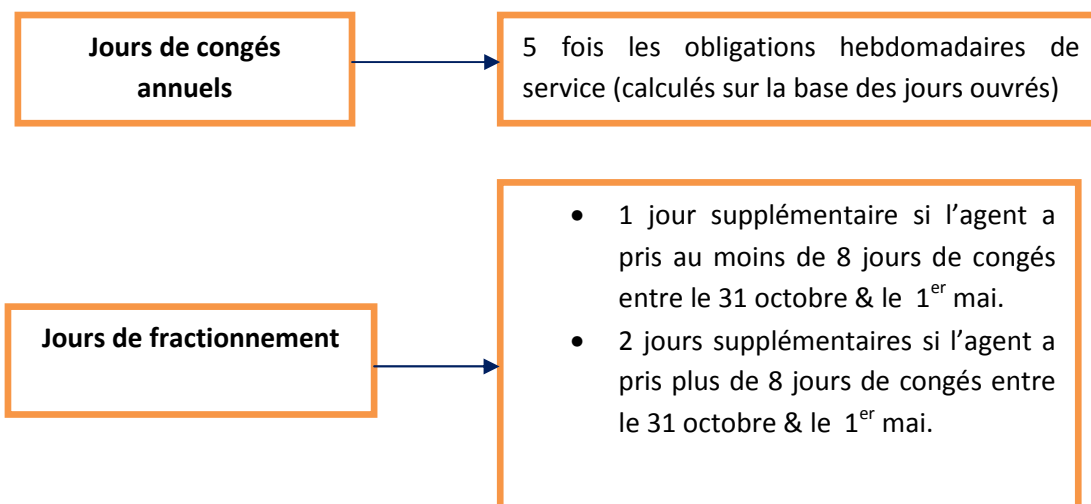 Jours de congés
annuels
5 fois les obligations hebdomadaires de
service (calculés sur la base des jours ouvrés)
Jours de fractionnement
• 1 jour supplémentaire si l’agent a
pris au moins de 8 jours de congés
entre le 31 octobre & le 1er mai.
• 2 jours supplémentaires si l’agent a
pris plus de 8 jours de congés entre
le 31 octobre & le 1er mai.